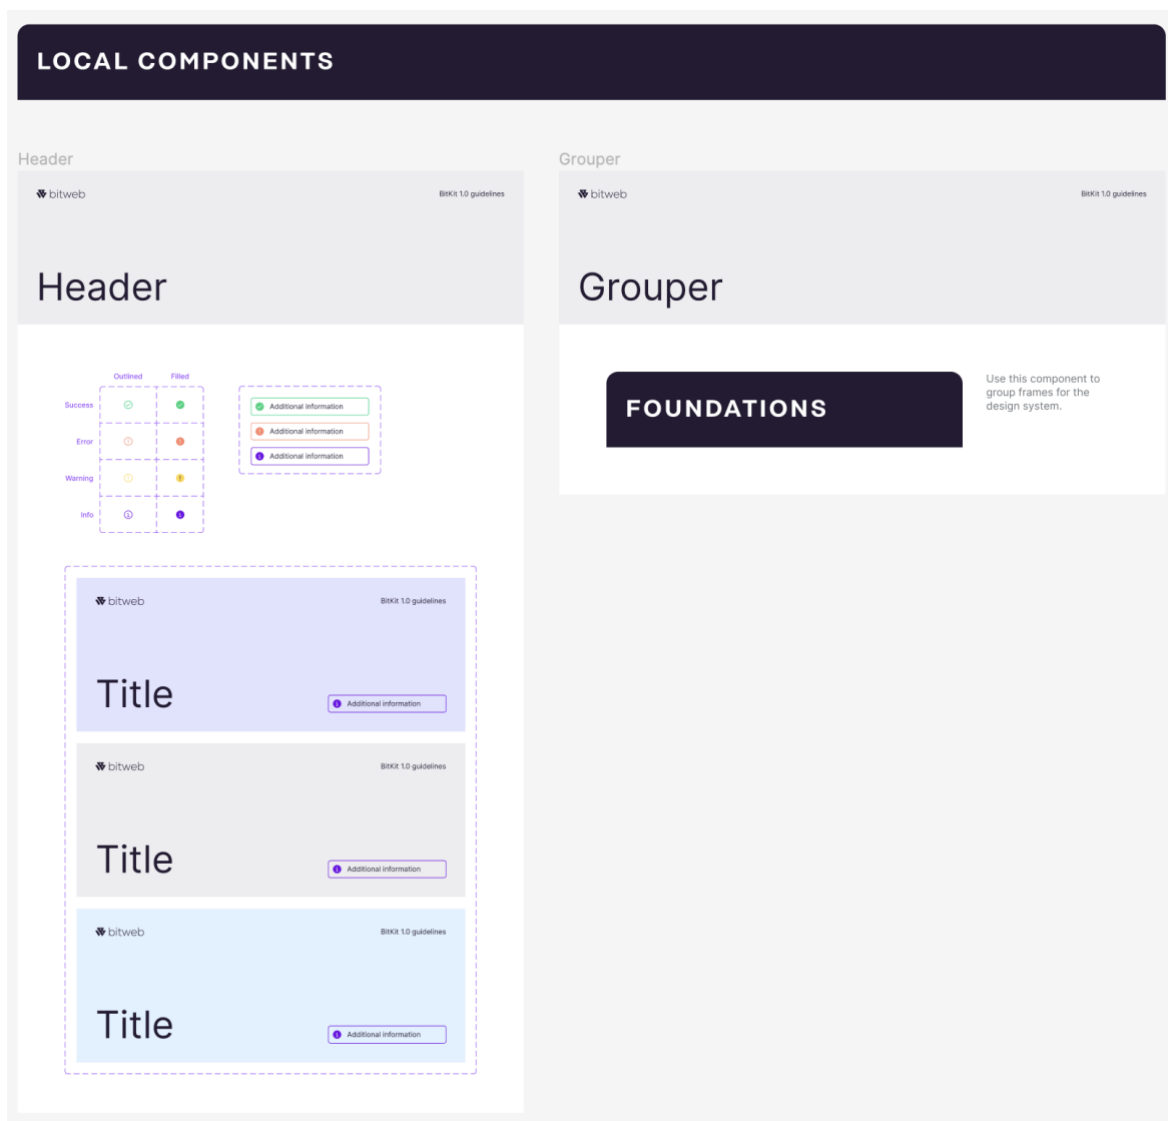 LOCAL COMPONENTS
Header
bitweb
BitKit 1.0 guidelines
Header
Outlined Filled
Success
Error
Warning
Info
Additional information
Additional information
Additional information
bitweb
BitKit 1.0 guidelines
Title
Additional information
bitweb
BitKit 1.0 guidelines
Title
Additional information
bitweb
BitKit 1.0 guidelines
Title
Additional information
Grouper
bitweb
BitKit 1.0 guidelines
Grouper
FOUNDATIONS
Use this component to
group frames for the
design system.